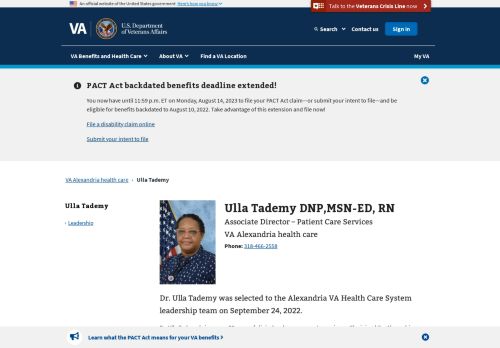 An official website of the United States government Here's how you know
Talk to the Veterans Crisis Line now
VA
U.S. Department
of Veterans Affairs
Search
Contact us
Sign in
VA Benefits and Health Care
About VA
Find a VA Location
My VA
PACT Act backdated benefits deadline extended!
You now have until 11:59 p.m. ET on Monday, August 14, 2023 to file your PACT Act claim—or submit your intent to file—and be
eligible for benefits backdated to August 10, 2022. Take advantage of this extension and file now!
File a disability claim online
Submit your intent to file
VA Alexandria health care › Ulla Tademy
Ulla Tademy
› Leadership
Ulla Tademy DNP,MSN-ED, RN
Associate Director – Patient Care Services
VA Alexandria health care
Phone: 318-466-2558
Dr. Ulla Tademy was selected to the Alexandria VA Health Care System
leadership team on September 24, 2022.
Learn what the PACT Act means for your VA benefits